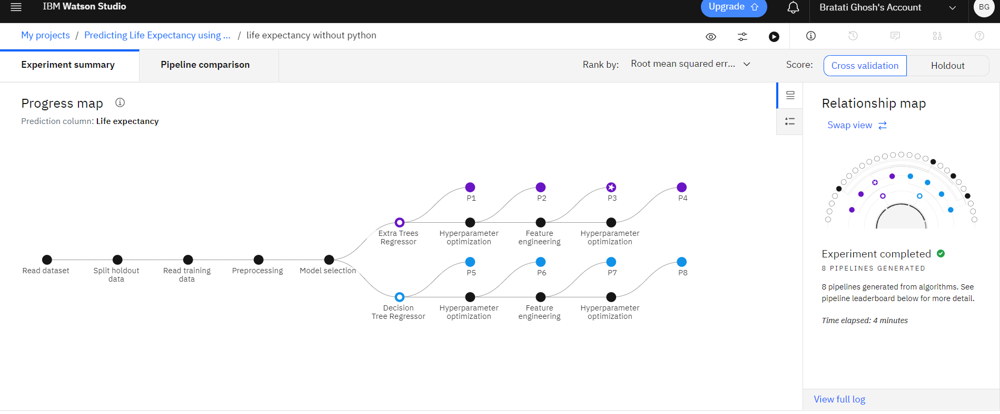 IBM Watson Studio
Upgrade
Bratati Ghosh's Account
BG
My projects / Predicting Life Expectancy using ... / life expectancy without python
Experiment summary
Pipeline comparison
Rank by: Root mean squared err...
Score: Cross validation Holdout
Progress map
Prediction column: Life expectancy
P1
P2
P3
P4
Extra Trees
Regressor
Hyperparameter
optimization
Feature
engineering
Hyperparameter
optimization
Read dataset
Split holdout
data
Read training
data
Preprocessing
Model selection
P5
P6
P7
P8
Decision
Tree Regressor
Hyperparameter
optimization
Feature
engineering
Hyperparameter
optimization
Relationship map
Swap view
Experiment completed
8 PIPELINES GENERATED
8 pipelines generated from algorithms. See
pipeline leaderboard below for more detail.
Time elapsed: 4 minutes
View full log